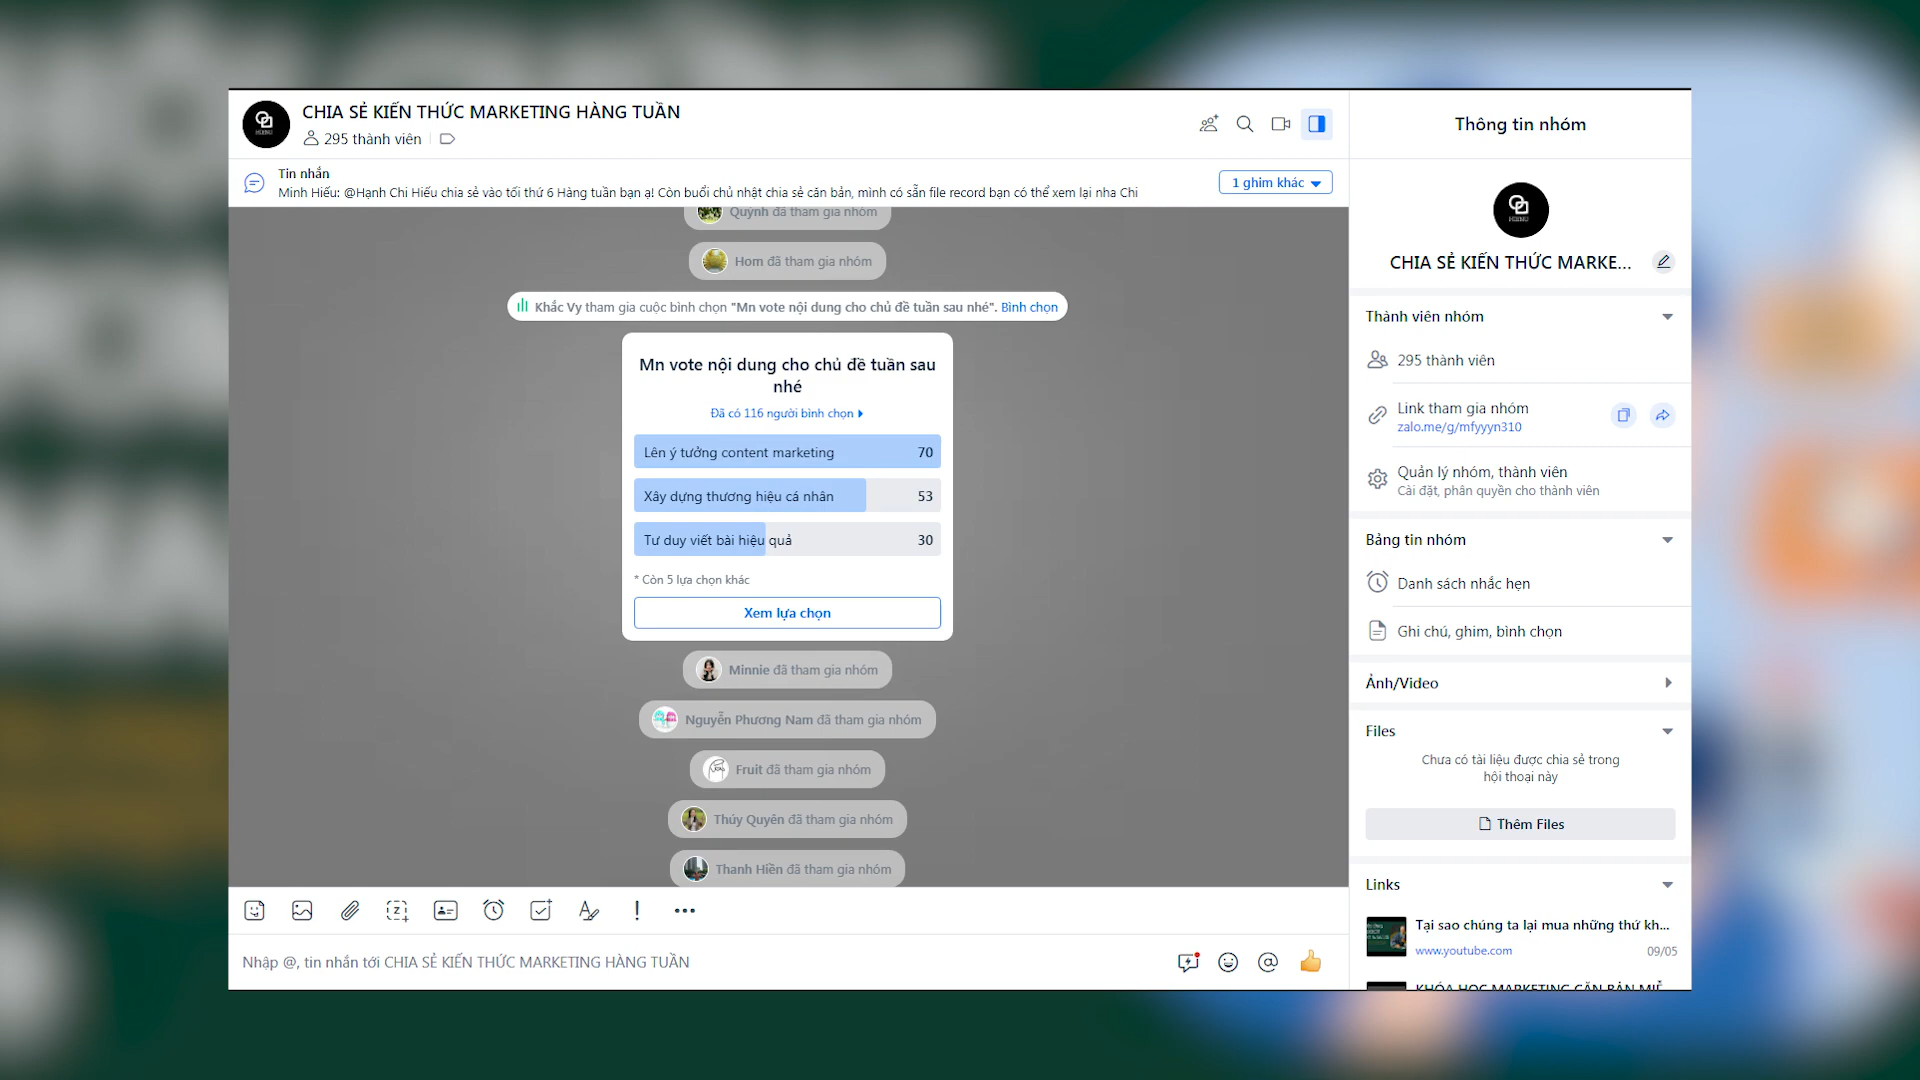 CHIA SẺ KIẾN THỨC MARKETING HÀNG TUẦN
295 thành viên
Tin nhắn
Minh Hiếu: @Hạnh Chi Hiếu chia sẻ vào tối thứ 6 Hàng tuần bạn ạ! Còn buổi chủ nhật chia sẻ căn bản, mình có sẵn file record bạn có thể xem lại nha Chi
1 ghim khác
Quỳnh đã tham gia nhóm
Hom đã tham gia nhóm
Khắc Vy tham gia cuộc bình chọn "Mn vote nội dung cho chủ đề tuần sau nhé". Bình chọn
Mn vote nội dung cho chủ đề tuần sau
nhé
Đã có 116 người bình chọn
Lên ý tưởng content marketing 70
Xây dựng thương hiệu cá nhân 53
Tư duy viết bài hiệu quả 30
* Còn 5 lựa chọn khác
Xem lựa chọn
Minnie đã tham gia nhóm
Nguyễn Phương Nam đã tham gia nhóm
Fruit đã tham gia nhóm
Thúy Quyên đã tham gia nhóm
Thanh Hiền đã tham gia nhóm
Nhập @, tin nhắn tới CHIA SẺ KIẾN THỨC MARKETING HÀNG TUẦN
Thông tin nhóm
CHIA SẺ KIẾN THỨC MARKE...
Thành viên nhóm
295 thành viên
Link tham gia nhóm
zalo.me/g/mfyyyn310
Quản lý nhóm, thành viên
Cài đặt, phân quyền cho thành viên
Bảng tin nhóm
Danh sách nhắc hẹn
Ghi chú, ghim, bình chọn
Ảnh/Video
Files
Chưa có tài liệu được chia sẻ trong
hội thoại này
Thêm Files
Links
Tại sao chúng ta lại mua những thứ kh...
www.youtube.com 09/05
KHÓA HỌC MARKETING CĂN BẢN MIỄ